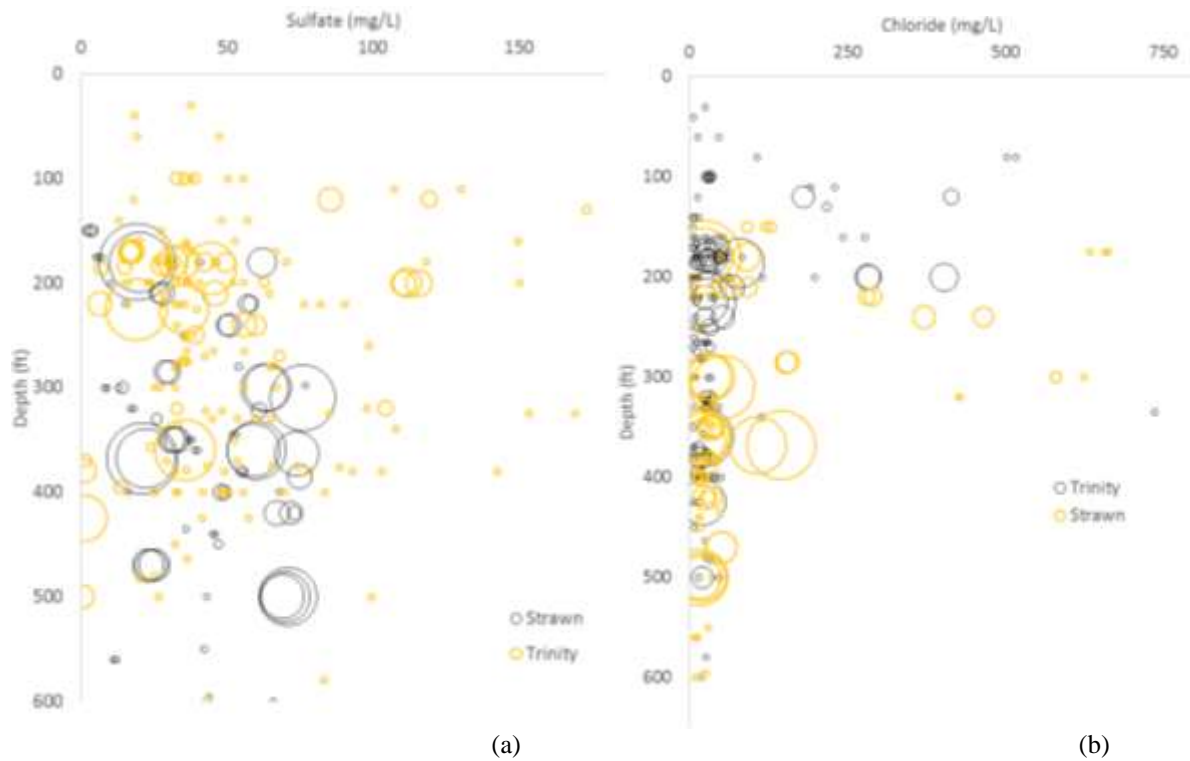 Sulfate (mg/L)
0 50 100 150
0
100
200
300
400
500
600
Depth (ft)
Strawn
Trinity
(a)
Chloride (mg/L)
0 250 500 750
0
100
200
300
400
500
600
Depth (ft)
Trinity
Strawn
(b)